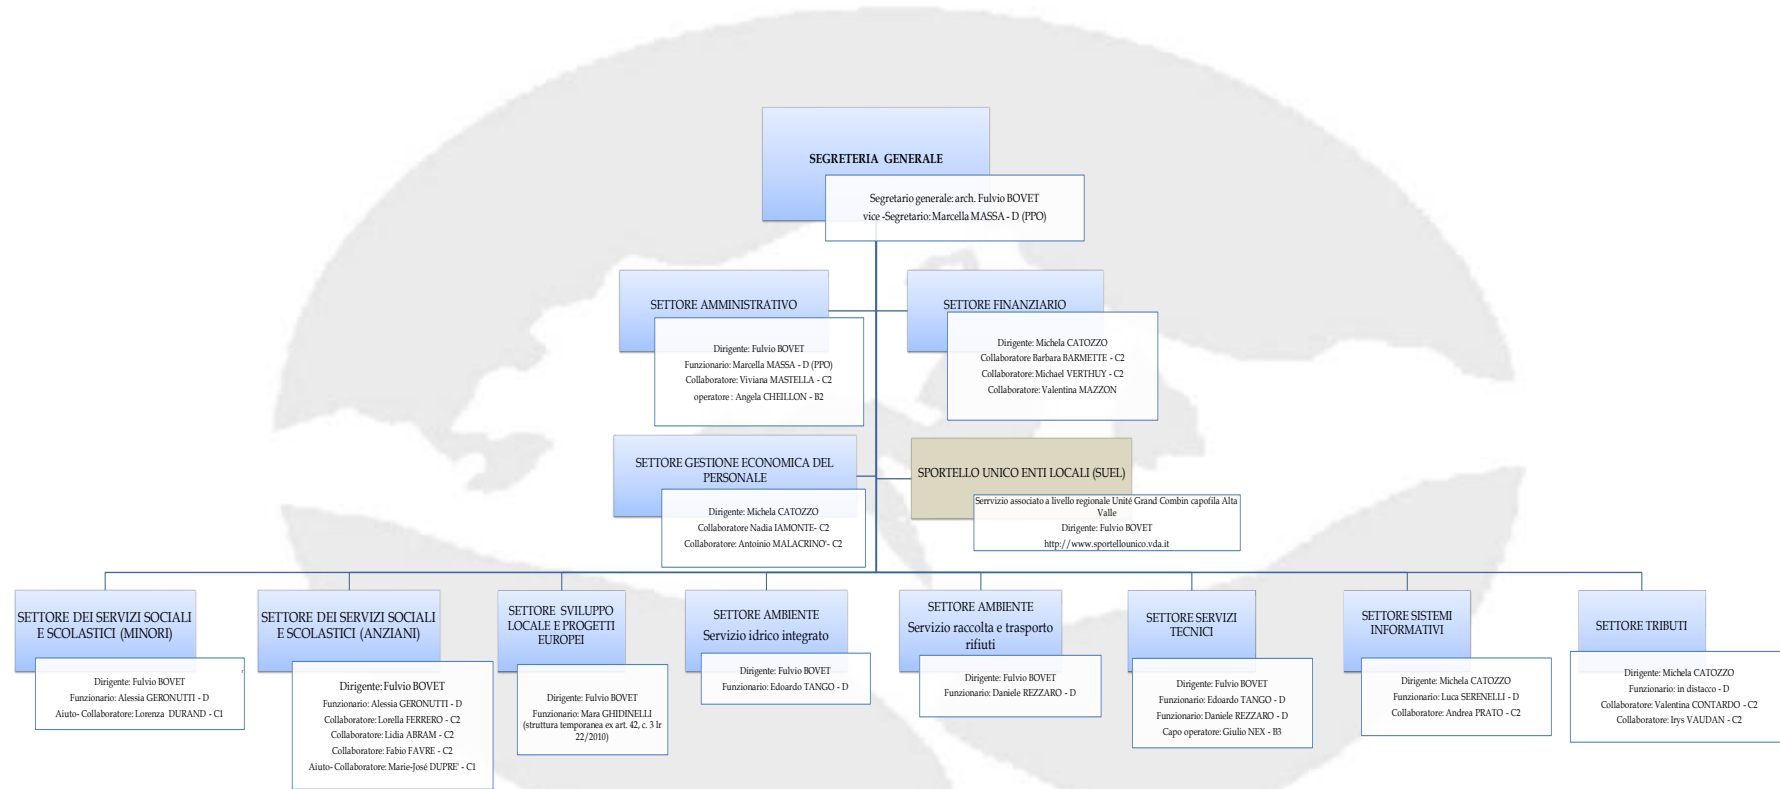 SEGRETERIA GENERALE
Segretario generale: arch. Fulvio BOVET
vice -Segretario: Marcella MASSA - D (PPO)
SETTORE AMMINISTRATIVO
Dirigente: Fulvio BOVET
Funzionario: Marcella MASSA - D (PPO)
Collaboratore: Viviana MASTELLA - C2
operatore : Angela CHEILLON - B2
SETTORE FINANZIARIO
Dirigente: Michela CATOZZO
Collaboratore Barbara BARMETTE - C2
Collaboratore: Michael VERTHUY - C2
Collaboratore: Valentina MAZZON
SETTORE GESTIONE ECONOMICA DEL
PERSONALE
Dirigente: Michela CATOZZO
Collaboratore Nadia IAMONTE- C2
Collaboratore: Antoinio MALACRINO'- C2
SPORTELLO UNICO ENTI LOCALI (SUEL)
Serrvizio associato a livello regionale Unité Grand Combin capofila Alta
Valle
Dirigente: Fulvio BOVET
http://www.sportellounico.vda.it
SETTORE DEI SERVIZI SOCIALI
E SCOLASTICI (MINORI)
,
Dirigente: Fulvio BOVET
Funzionario: Alessia GERONUTTI - D
Aiuto- Collaboratore: Lorenza DURAND - C1
SETTORE DEI SERVIZI SOCIALI
E SCOLASTICI (ANZIANI)
Dirigente: Fulvio BOVET
Funzionario: Alessia GERONUTTI - D
Collaboratore: Lorella FERRERO - C2
Collaboratore: Lidia ABRAM - C2
Collaboratore: Fabio FAVRE - C2
Aiuto- Collaboratore: Marie-José DUPRE' - C1
SETTORE SVILUPPO
LOCALE E PROGETTI
EUROPEI
Dirigente: Fulvio BOVET
Funzionario: Mara GHIDINELLI
(struttura temporanea ex art. 42, c. 3 lr
22/2010)
SETTORE AMBIENTE
Servizio idrico integrato
Dirigente: Fulvio BOVET
Funzionario: Edoardo TANGO - D
SETTORE AMBIENTE
Servizio raccolta e trasporto
rifiuti
Dirigente: Fulvio BOVET
Funzionario: Daniele REZZARO - D
SETTORE SERVIZI
TECNICI
Dirigente: Fulvio BOVET
Funzionario: Edoardo TANGO - D
Funzionario: Daniele REZZARO - D
Capo operatore: Giulio NEX - B3
SETTORE SISTEMI
INFORMATIVI
Dirigente: Michela CATOZZO
Funzionario: Luca SERENELLI - D
Collaboratore: Andrea PRATO - C2
SETTORE TRIBUTI
Dirigente: Michela CATOZZO
Funzionario: in distacco - D
Collaboratore: Valentina CONTARDO - C2
Collaboratore: Irys VAUDAN - C2